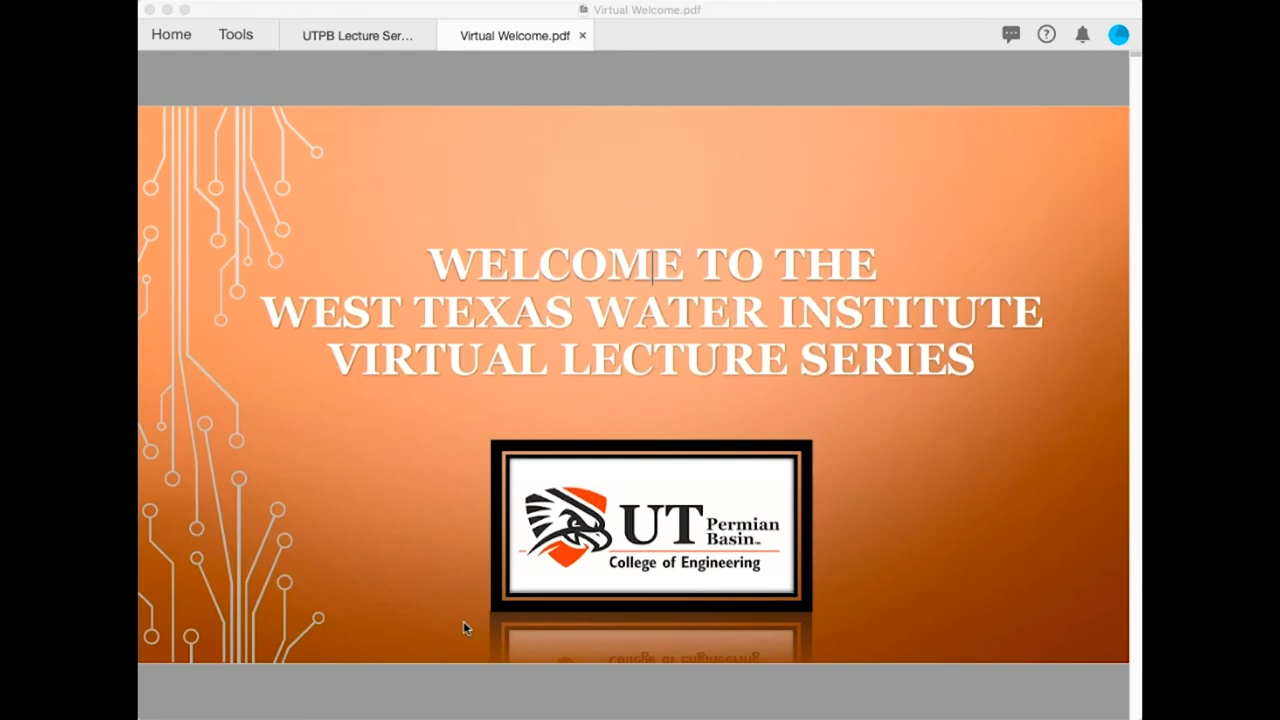 Virtual Welcome.pdf
Home Tools UTPB Lecture Ser... Virtual Welcome.pdf ×
WELCOME TO THE
WEST TEXAS WATER INSTITUTE
VIRTUAL LECTURE SERIES
UT Permian
Basin
College of Engineering